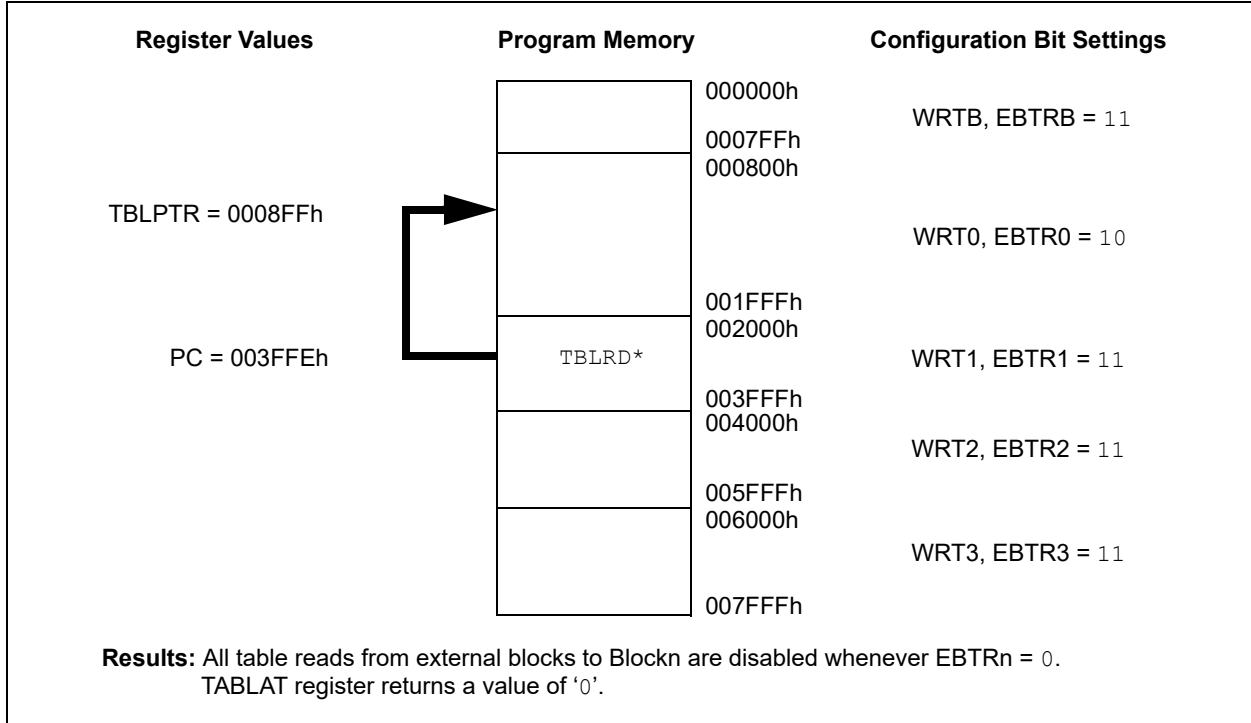 Register Values
Program Memory
Configuration Bit Settings
000000h
WRTB, EBTRB = 11
0007FFh
000800h
TBLPTR = 0008FFh
WRT0, EBTR0 = 10
001FFFh
002000h
PC = 003FFEh
TBLRD*
WRT1, EBTR1 = 11
003FFFh
004000h
WRT2, EBTR2 = 11
005FFFh
006000h
WRT3, EBTR3 = 11
007FFFh
Results: All table reads from external blocks to Blockn are disabled whenever EBTRn = 0.
TABLAT register returns a value of ‘0’.